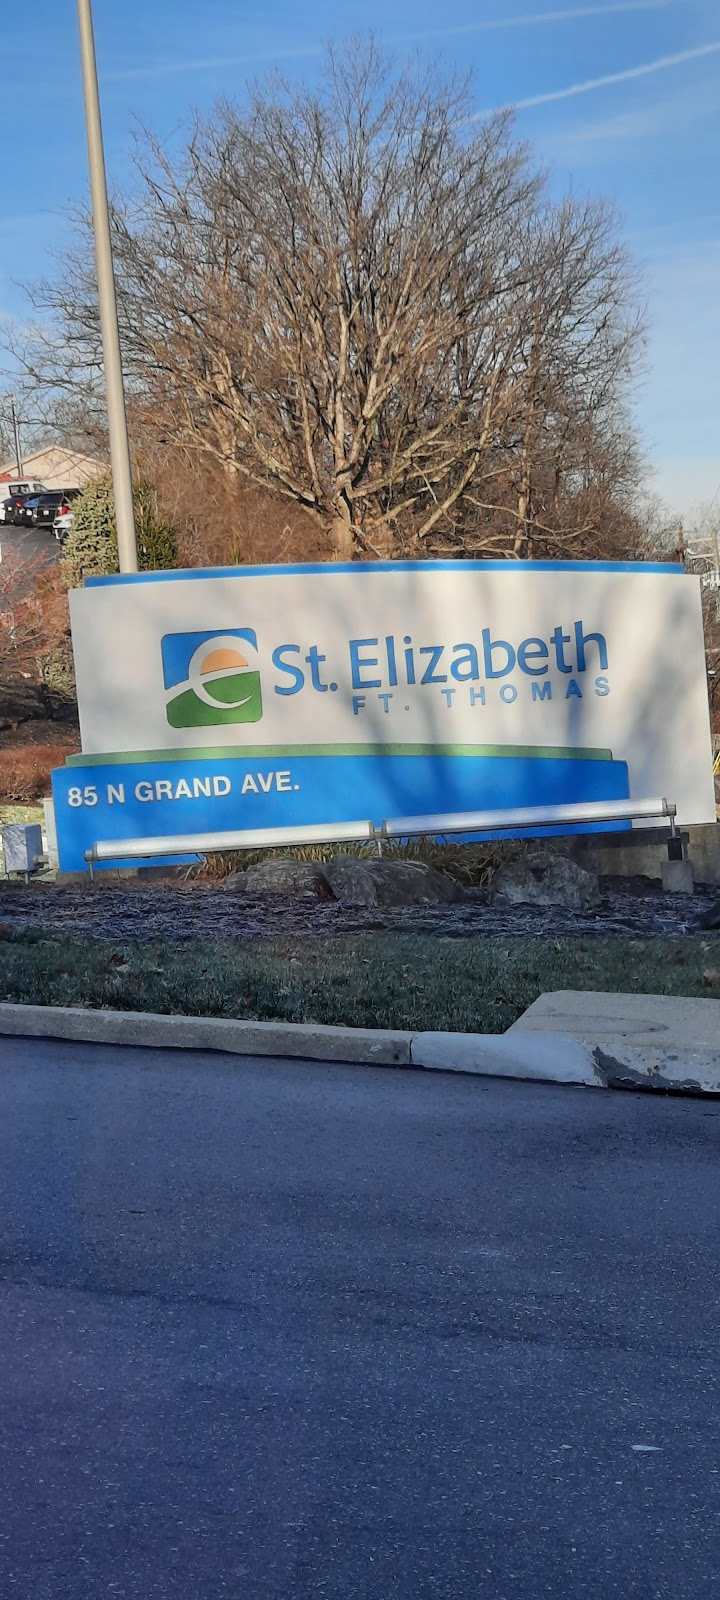 St. Elizabeth
FT. THOMAS
85 N GRAND AVE.